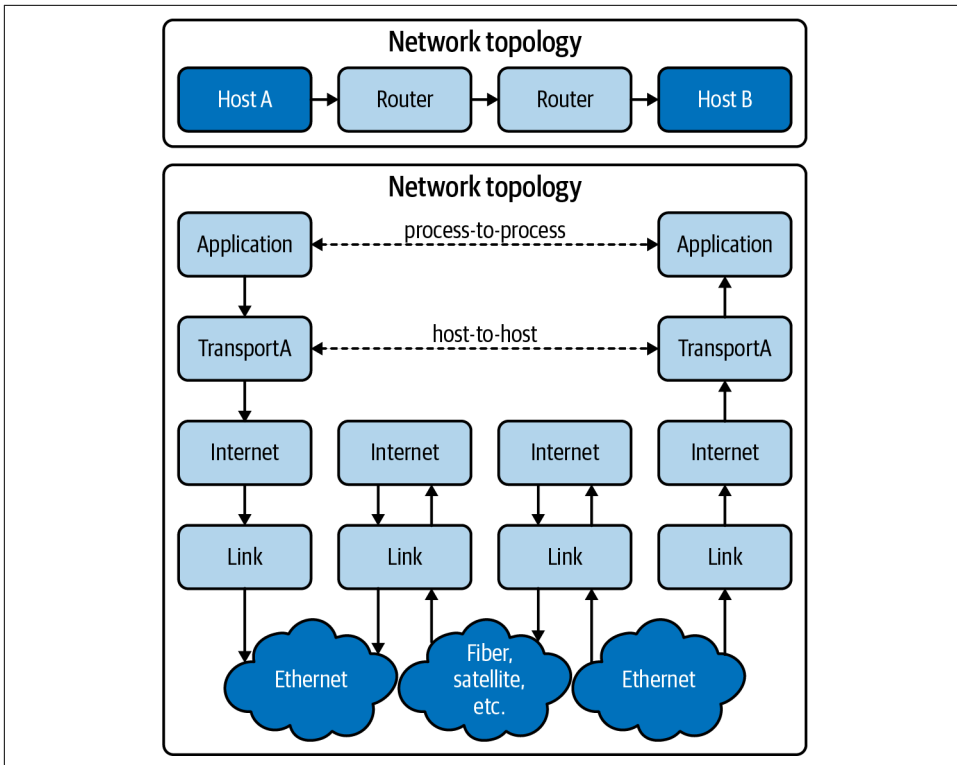 Network topology
Host A
Router
Router
Host B
Network topology
Application
process-to-process
Application
TransportA
host-to-host
TransportA
Internet
Internet
Internet
Internet
Link
Link
Link
Link
Ethernet
Fiber,
satellite,
etc.
Ethernet